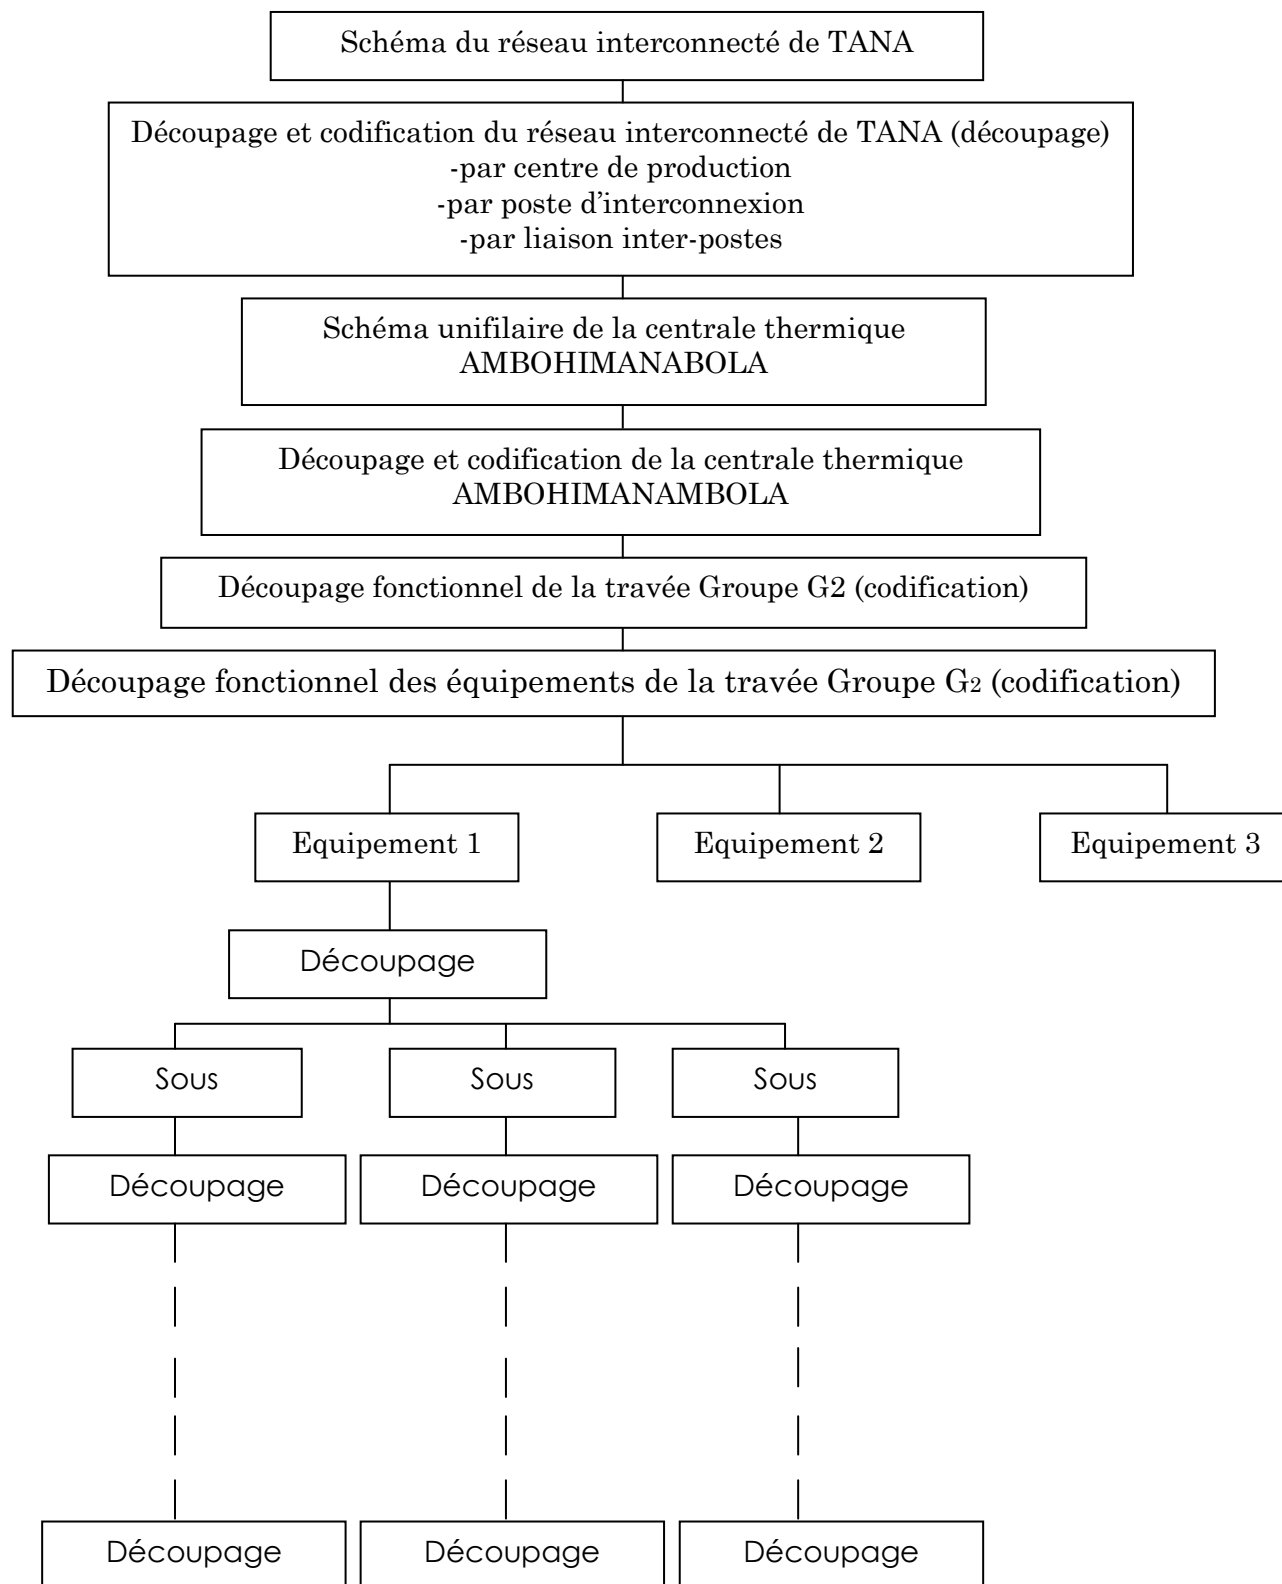 Schéma du réseau interconnecté de TANA
Découpage et codification du réseau interconnecté de TANA (découpage)
-par centre de production
-par poste d’interconnexion
-par liaison inter-postes
Schéma unifilaire de la centrale thermique
AMBOHIMANABOLA
Découpage et codification de la centrale thermique
AMBOHIMANAMBOLA
Découpage fonctionnel de la travée Groupe G2 (codification)
Découpage fonctionnel des équipements de la travée Groupe G2 (codification)
Equipement 1
Equipement 2
Equipement 3
Découpage
Sous
Sous
Sous
Découpage
Découpage
Découpage
Découpage
Découpage
Découpage